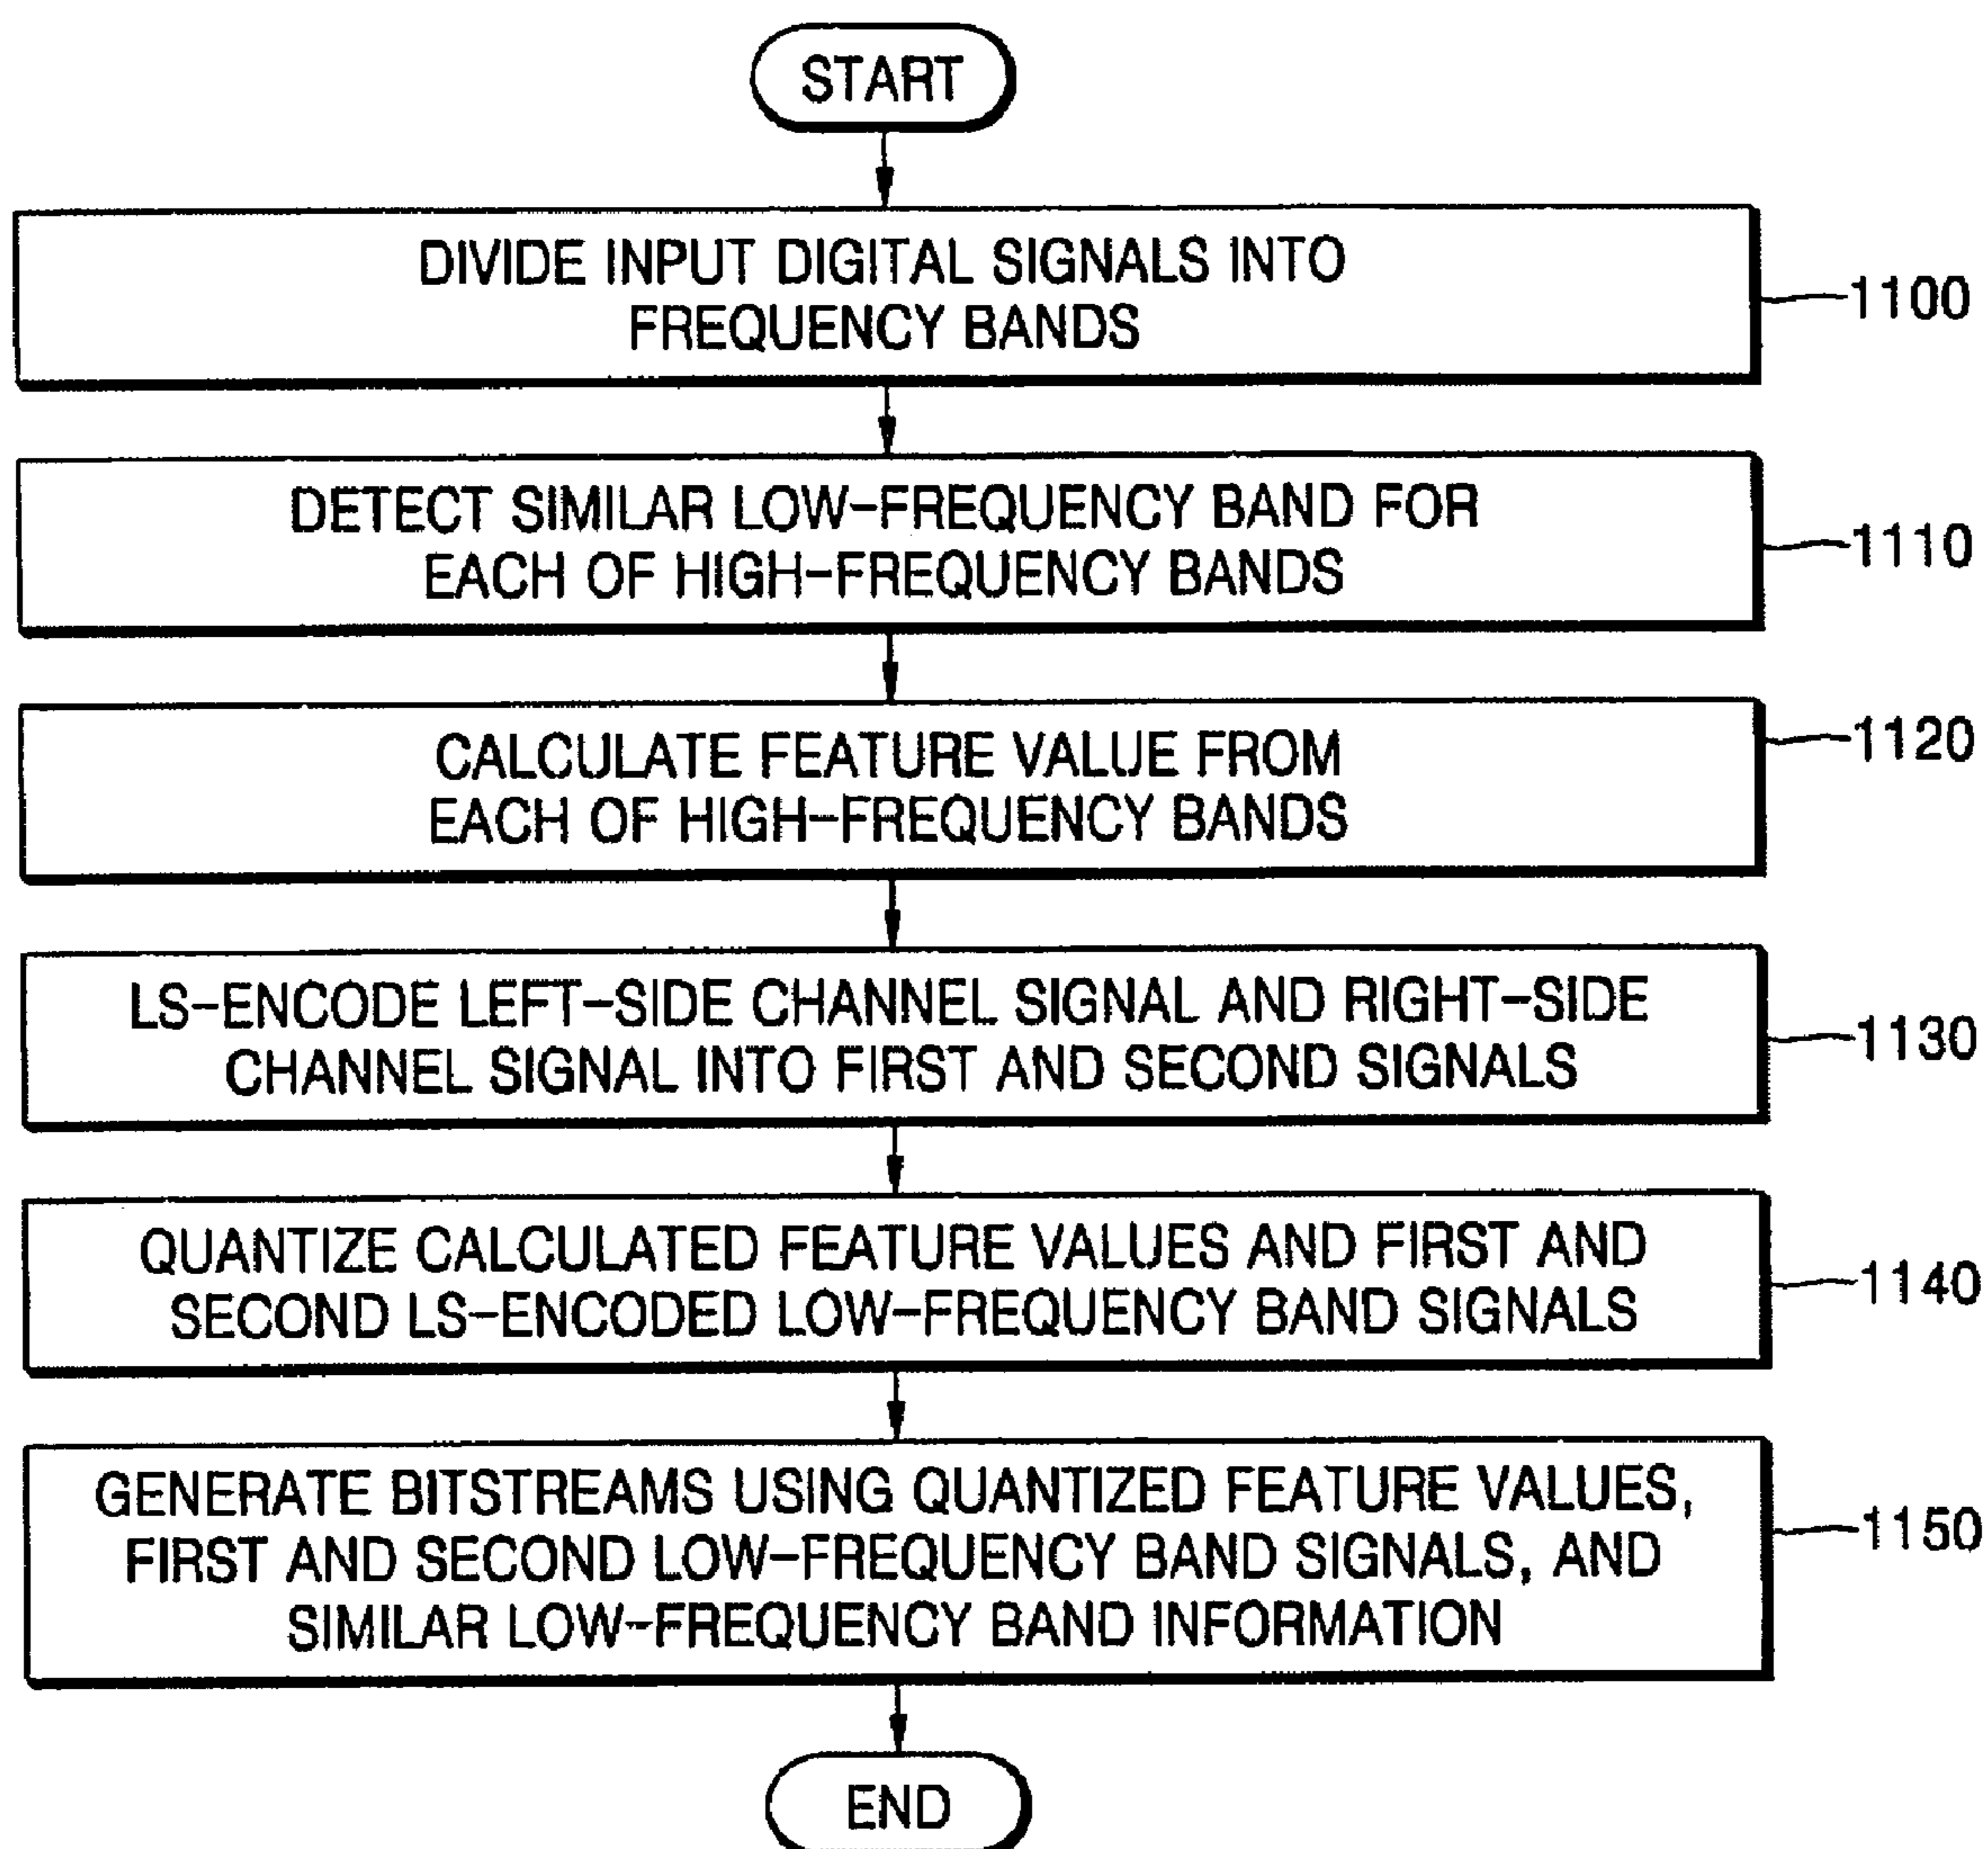 START
DIVIDE INPUT DIGITAL SIGNALS INTO
FREQUENCY BANDS
1100
DETECT SIMILAR LOW-FREQUENCY BAND FOR
EACH OF HIGH-FREQUENCY BANDS
1110
CALCULATE FEATURE VALUE FROM
EACH OF HIGH-FREQUENCY BANDS
1120
LS-ENCODE LEFT-SIDE CHANNEL SIGNAL AND RIGHT-SIDE
CHANNEL SIGNAL INTO FIRST AND SECOND SIGNALS
1130
QUANTIZE CALCULATED FEATURE VALUES AND FIRST AND
SECOND LS-ENCODED LOW-FREQUENCY BAND SIGNALS
1140
GENERATE BITSTREAMS USING QUANTIZED FEATURE VALUES,
FIRST AND SECOND LOW-FREQUENCY BAND SIGNALS, AND
SIMILAR LOW-FREQUENCY BAND INFORMATION
1150
END